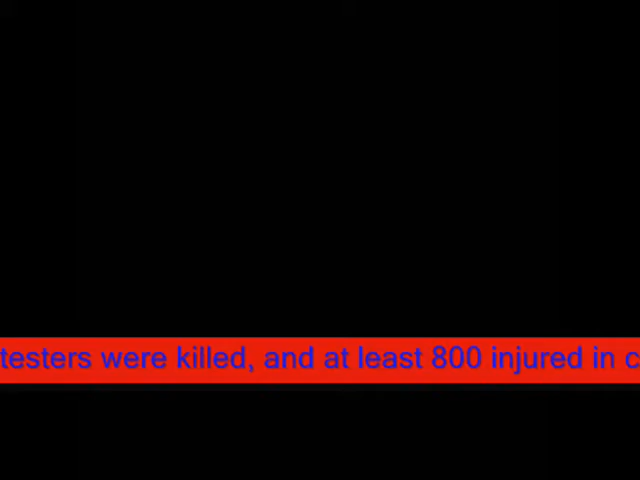 testers were killed, and at least 800 injured in c